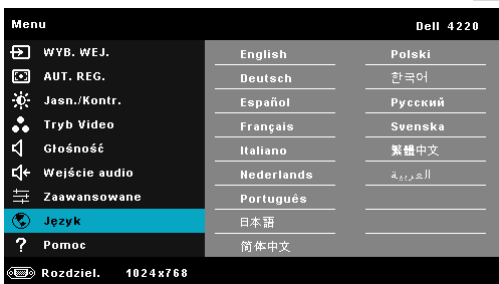 Menu Dell 4220
WYB. WEJ. English Polski
AUT. REG. Deutsch 한국어
Jasn./Kontr. Español Русский
Tryb Video Français Svenska
Głośność Italiano 繁體中文
Wejście audio Nederlands العربية
Zaawansowane Português
Język 日本語
? Pomoc 简体中文
Rozdziel. 1024x768